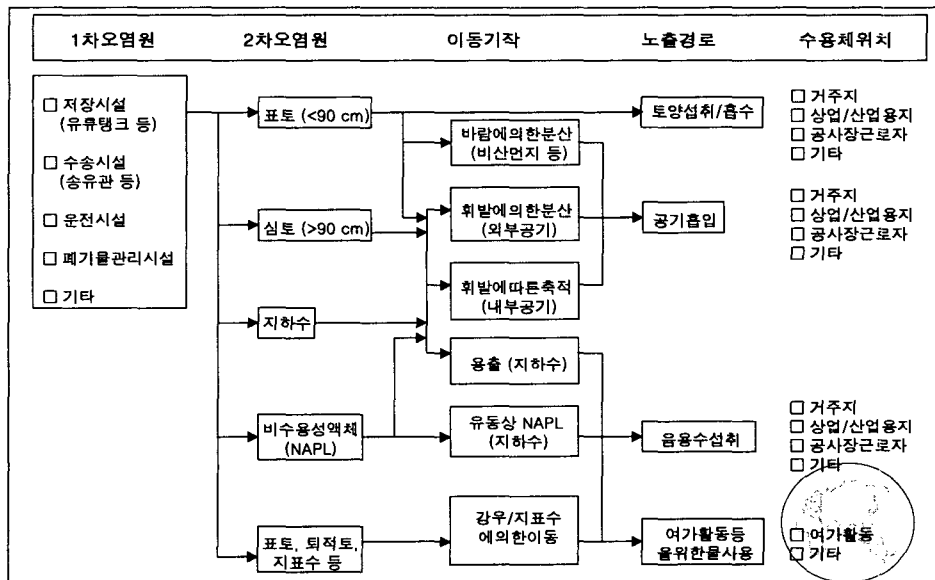 1차오염원
2차오염원
이동기작
노출경로
수용체위치
□ 저장시설
(유류탱크 등)
□ 수송시설
(송유관 등)
□ 운전시설
□ 폐기물관리시설
□ 기타
표토 (<90 cm)
심토 (>90 cm)
지하수
비수용성액체
(NAPL)
표토, 퇴적토,
지표수 등
바람에의한분산
(비산먼지 등)
휘발에의한분산
(외부공기)
휘발에따른축적
(내부공기)
용출 (지하수)
유동상 NAPL
(지하수)
강우/지표수
에의한이동
토양섭취/흡수
공기흡입
음용수섭취
여가활동등
을위한물사용
□ 거주지
□ 상업/산업용지
□ 공사장근로자
□ 기타
□ 거주지
□ 상업/산업용지
□ 공사장근로자
□ 기타
□ 거주지
□ 상업/산업용지
□ 공사장근로자
□ 기타
□ 여가활동
□ 기타